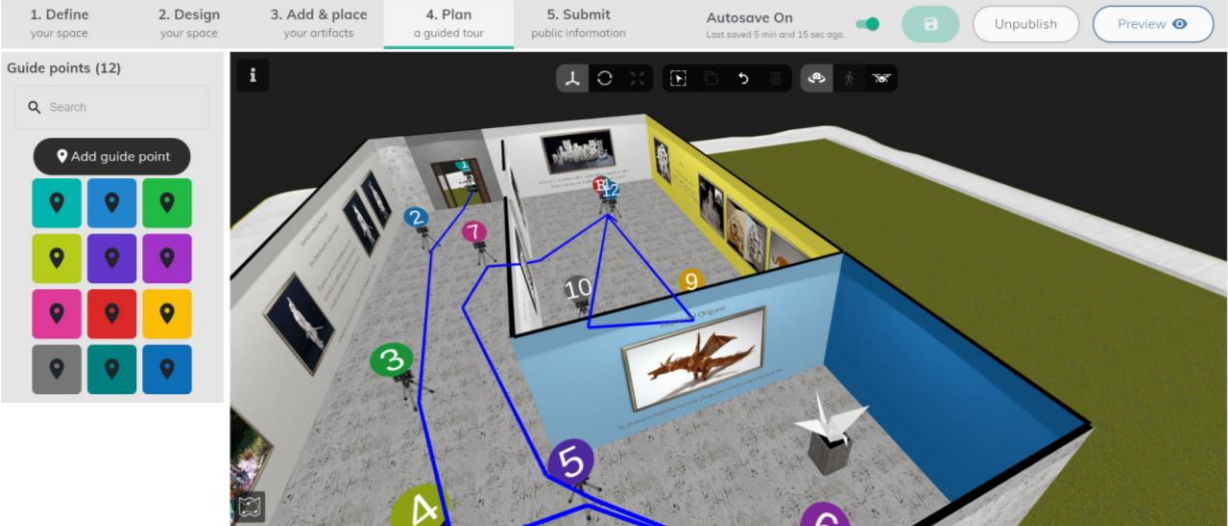 1. Define
your space
2. Design
your space
3. Add & place
your artifacts
4. Plan
a guided tour
5. Submit
public information
Autosave On
Last saved 5 min and 15 sec ago.
Unpublish
Preview
Guide points (12)
Search
Add guide point
i
1
2
7
12
10
9
3
Origami
5
4
6